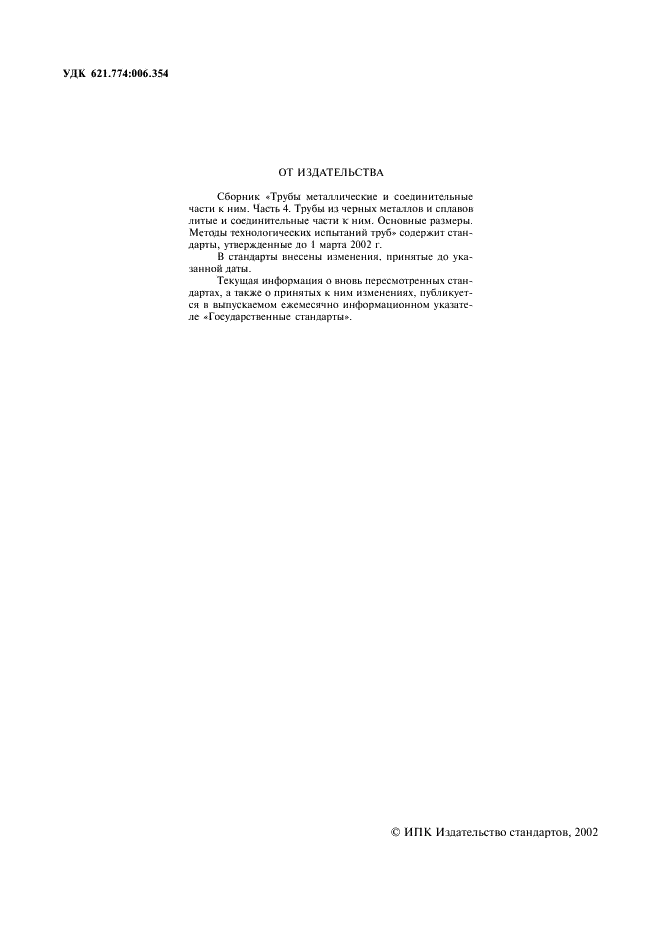 УДК 621.774:006.354
ОТ ИЗДАТЕЛЬСТВА
Сборник «Трубы металлические и соединительные
части к ним. Часть 4. Трубы из черных металлов и сплавов
литые и соединительные части к ним. Основные размеры.
Методы технологических испытаний труб» содержит стан-
дарты, утвержденные до 1 марта 2002 г.
В стандарты внесены изменения, принятые до ука-
занной даты.
Текущая информация о вновь пересмотренных стан-
дартах, а также о принятых к ним изменениях, публикует-
ся в выпускаемом ежемесячно информационном указате-
ле «Государственные стандарты».
© ИПК Издательство стандартов, 2002